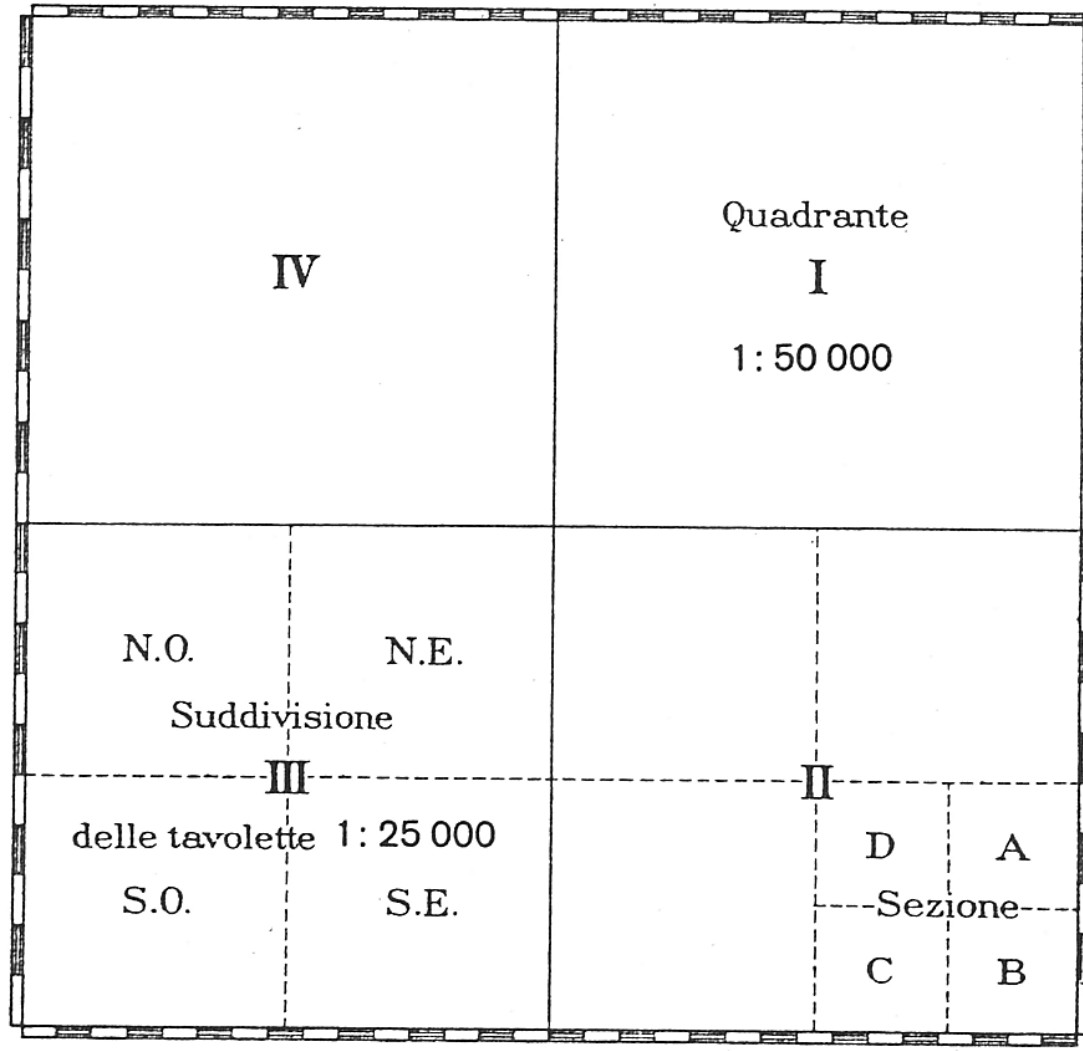 Quadrante
IV
I
1: 50 000
N.O.
N.E.
Suddivisione
III
II
delle tavolette 1: 25 000
D
A
S.O.
S.E.
Sezione
C
B